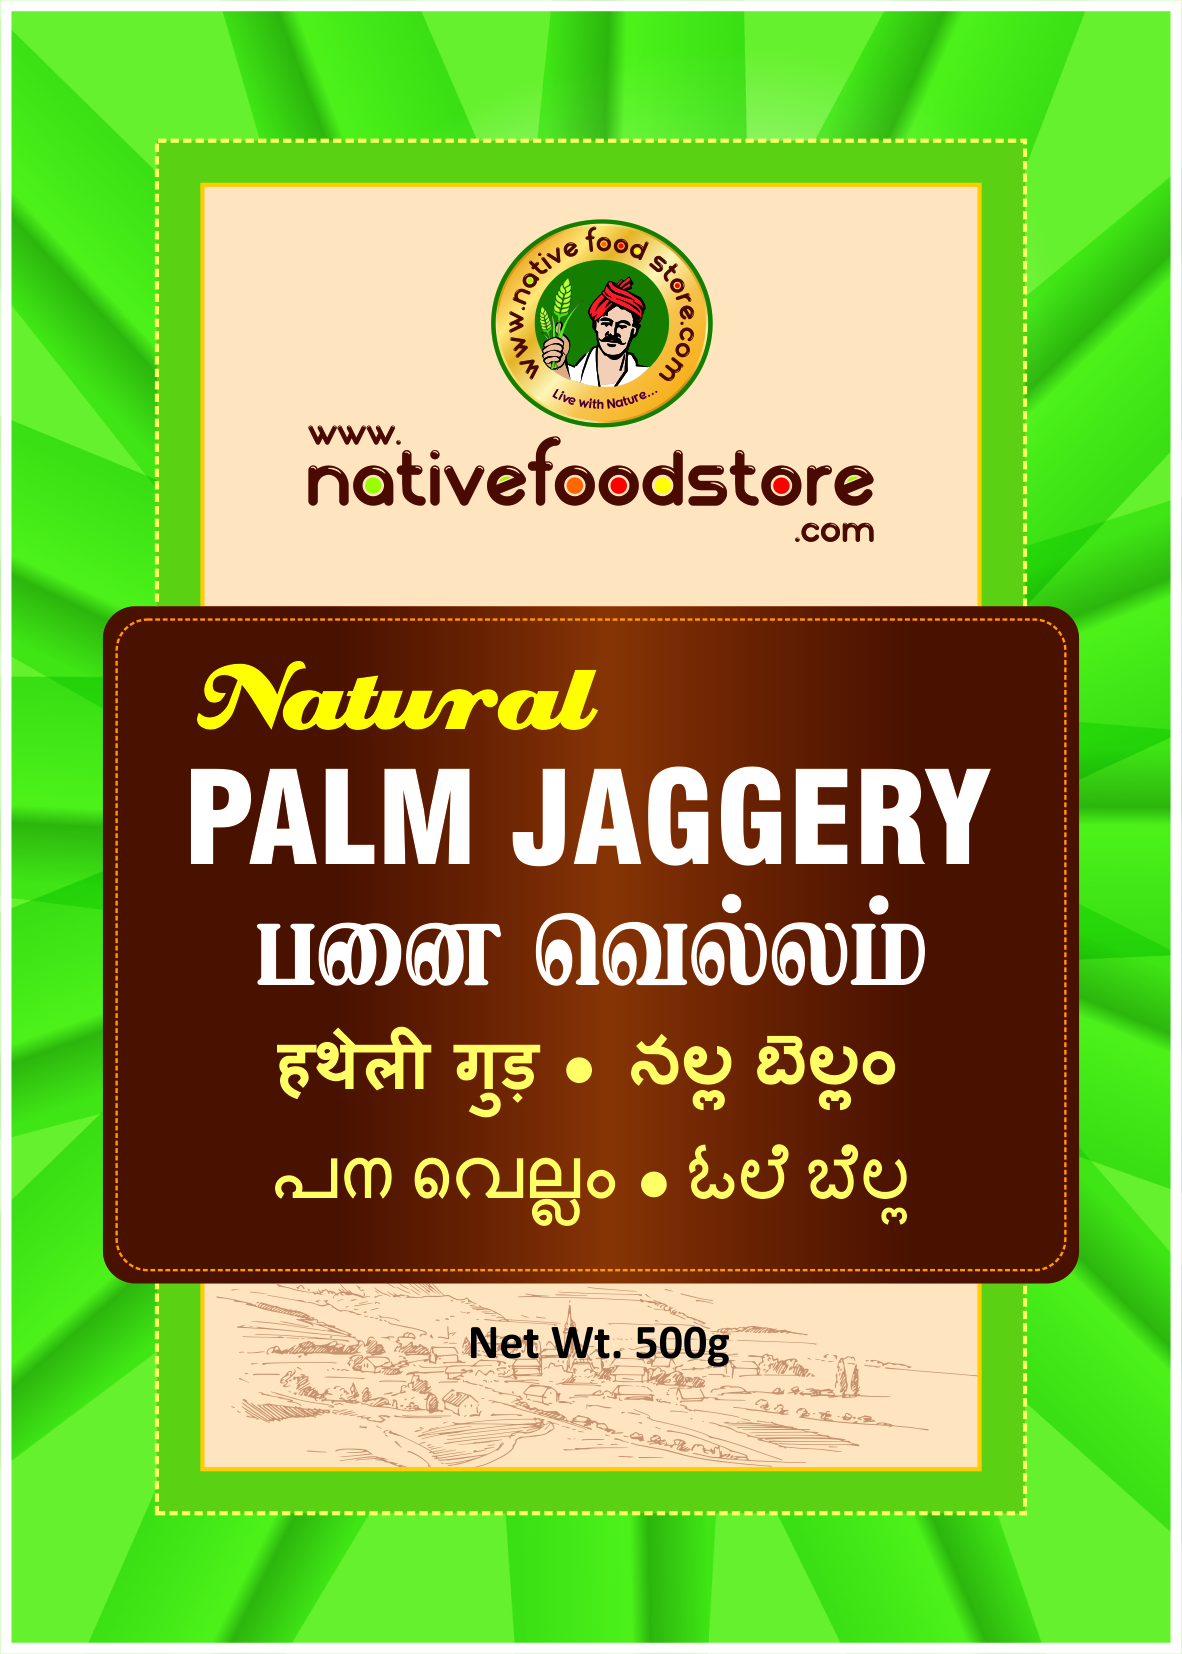 www.native food store.com
Live with Nature...
www.
nativefoodstore
.com
Natural
PALM JAGGERY
பனை வெல்லம்
हथेली गुड़ • నల్ల బెల్లం
പന വെല്ലം • ಓಲೆ ಬೆಲ್ಲ
Net Wt. 500g